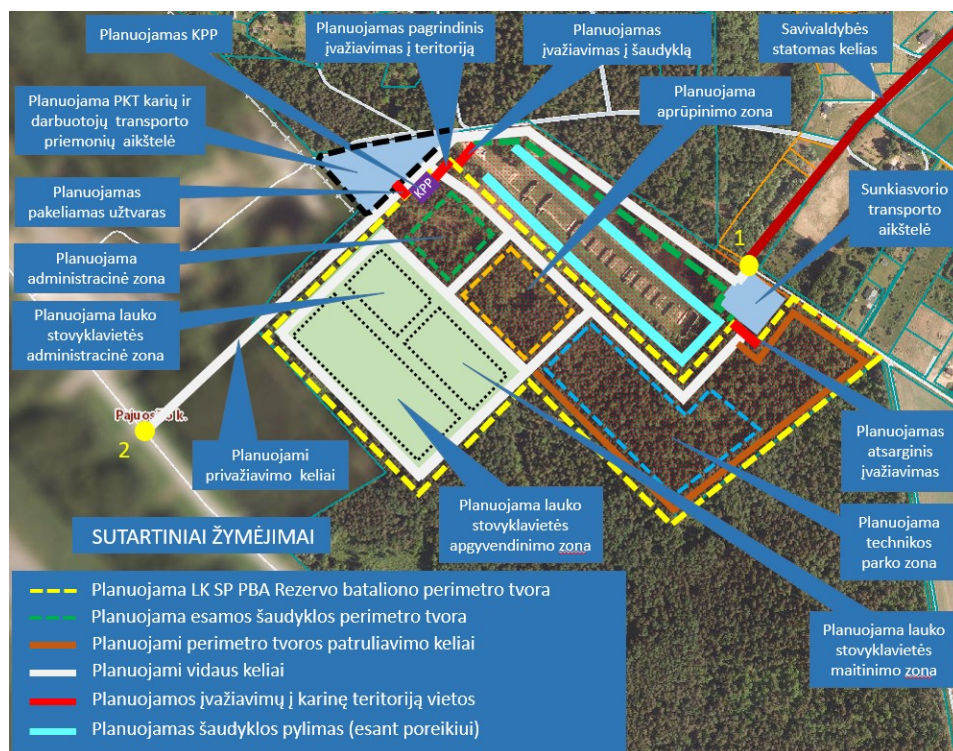 Planuojamas KPP
Planuojamas pagrindinis
įvažiavimas į teritoriją
Planuojamas
įvažiavimas į šaudyklą
Savivaldybės
statomas kelias
Planuojama PKT karių ir
darbuotojų transporto
priemonių aikštelė
Planuojama
aprūpinimo zona
Planuojamas
pakeliamas užtvaras
KPP
Sunkiasvorio
transporto
aikštelė
1
Planuojama
administracinė zona
Planuojama lauko
stovyklavietės
administracinė zona
2
Planuojami
privažiavimo keliai
Planuojamas
atsarginis
įvažiavimas
Planuojama lauko
stovyklavietės
apgyvendinimo zona
Planuojama
technikos
parko zona
Planuojama lauko
stovyklavietės
maitinimo zona
SUTARTINIAI ŽYMĖJIMAI
Planuojama LK SP PBA Rezervo bataliono perimetro tvora
Planuojama esamos šaudyklos perimetro tvora
Planuojami perimetro tvoros patruliavimo keliai
Planuojami vidaus keliai
Planuojamos įvažiavimų į karinę teritoriją vietos
Planuojamas šaudyklos pylimas (esant poreikiui)